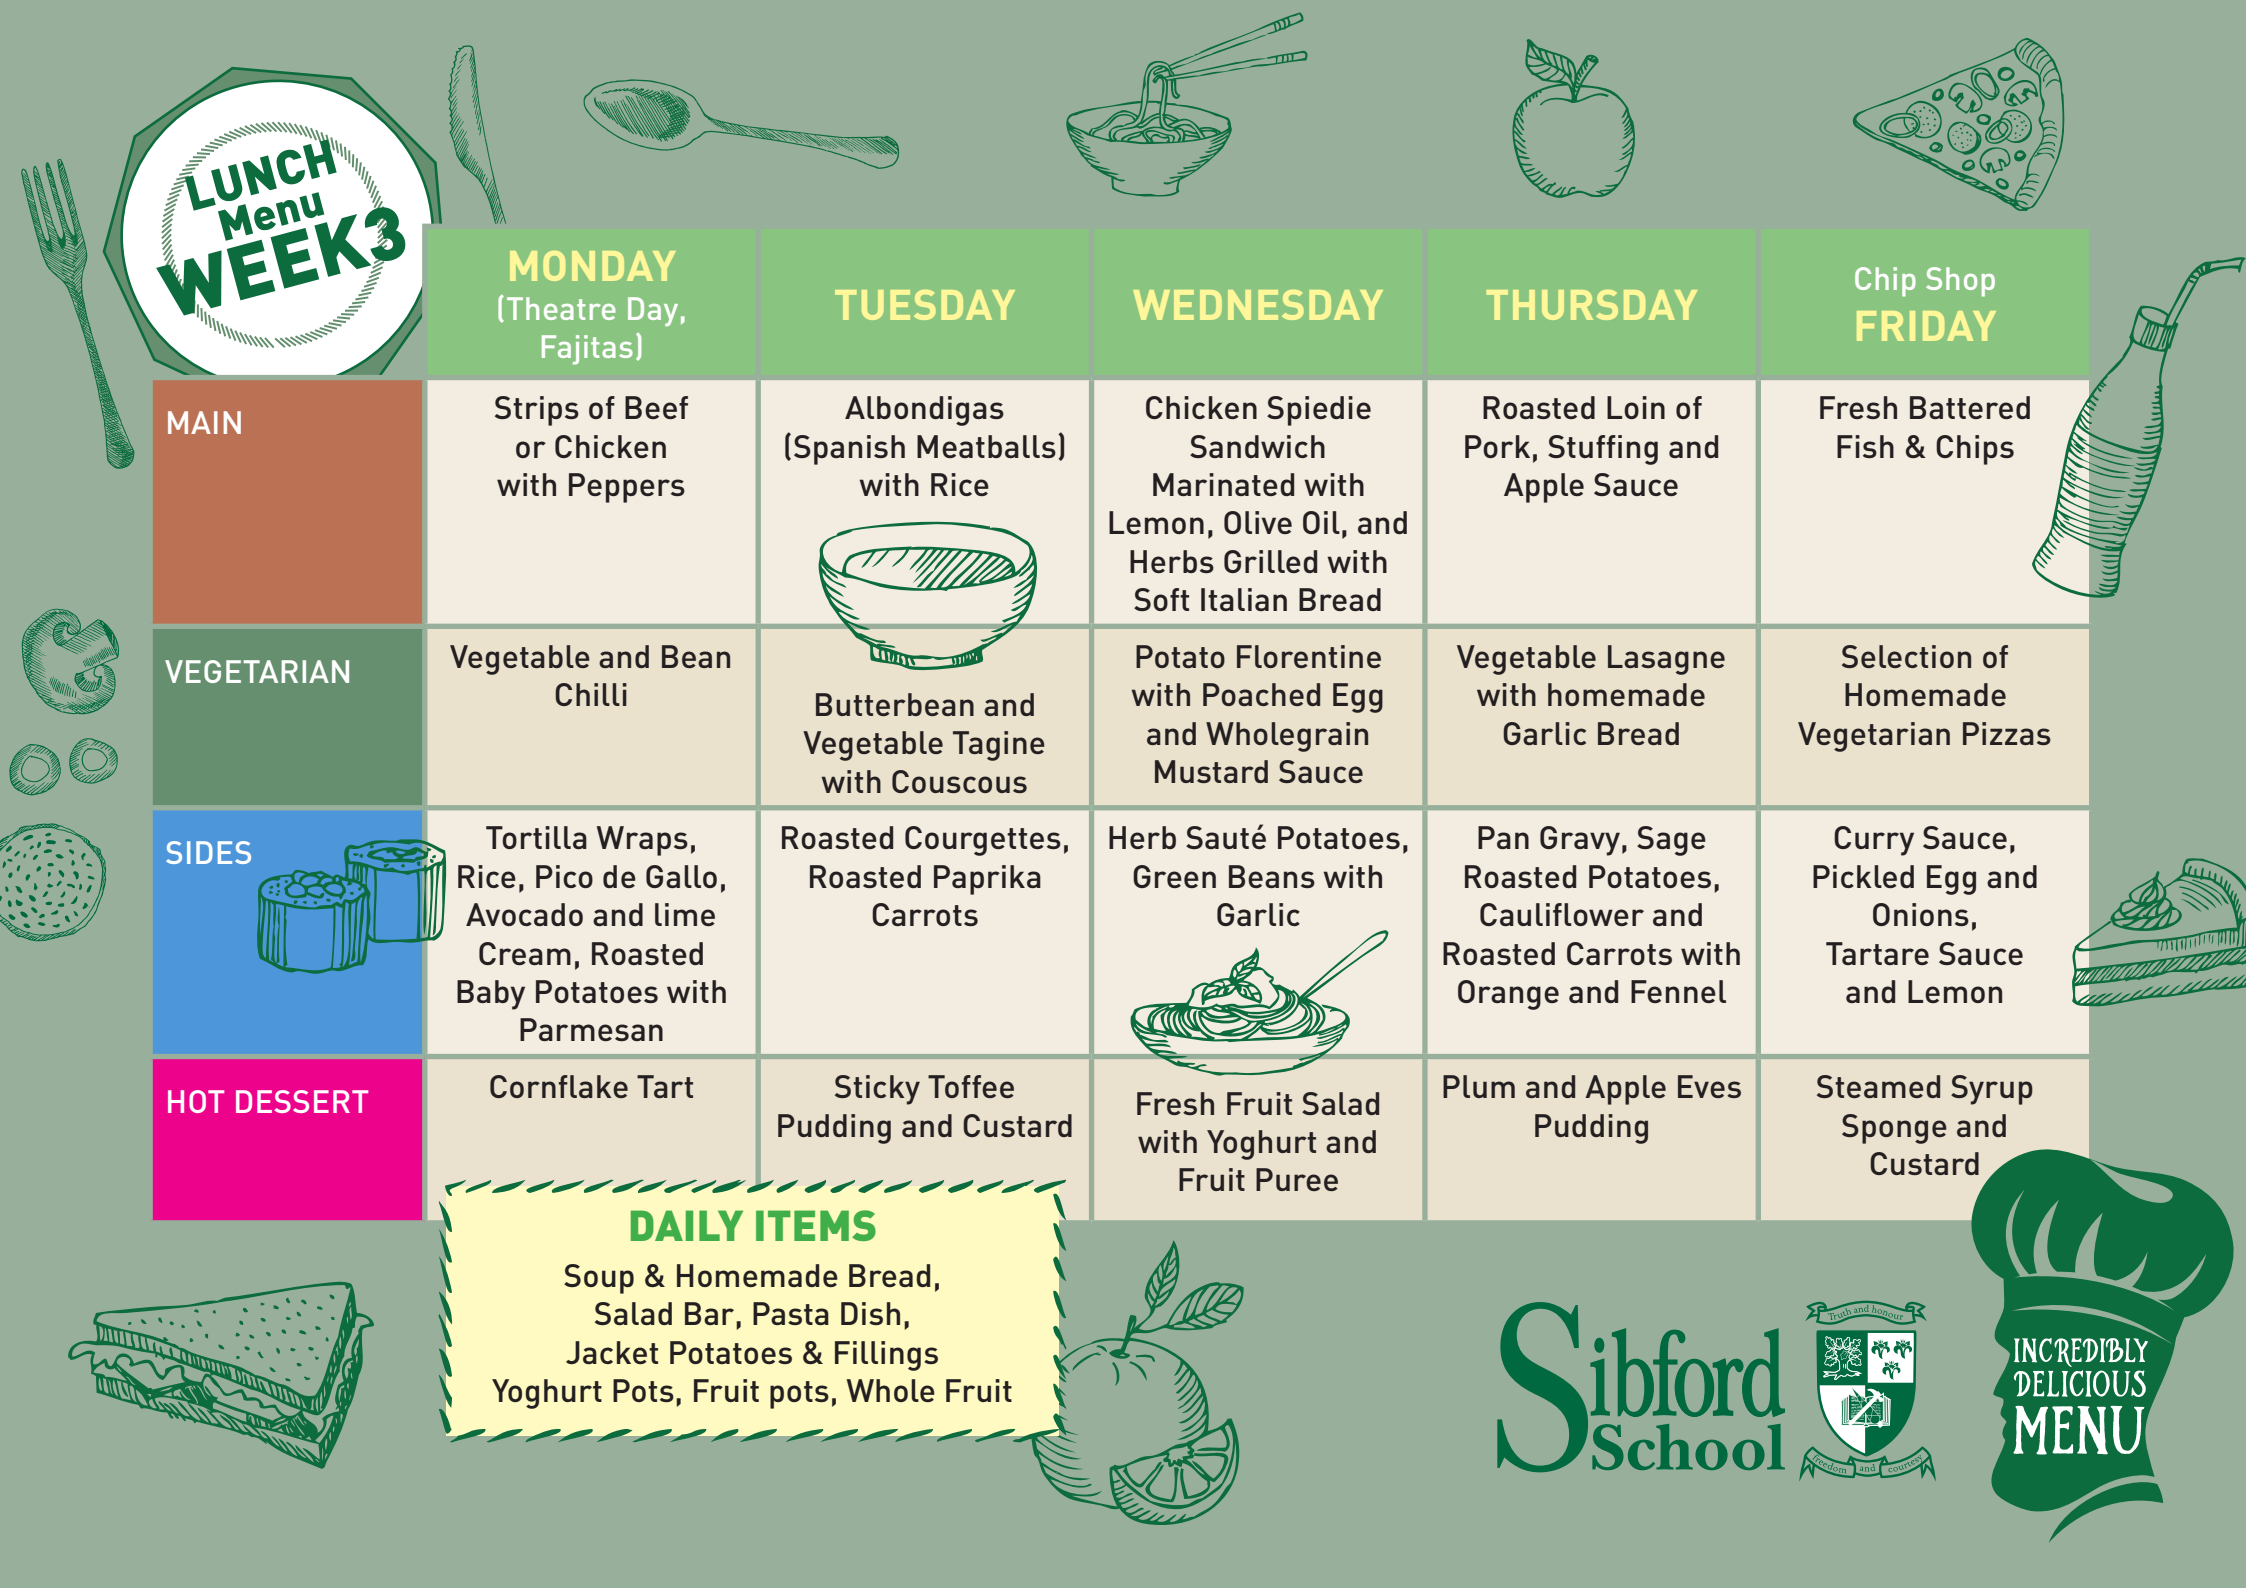 LUNCH
Menu
WEEK3
MONDAY
(Theatre Day,
Fajitas)
TUESDAY
WEDNESDAY
THURSDAY
Chip Shop
FRIDAY
MAIN
Strips of Beef
or Chicken
with Peppers
Albondigas
(Spanish Meatballs)
with Rice
Chicken Spiedie
Sandwich
Marinated with
Lemon, Olive Oil, and
Herbs Grilled with
Soft Italian Bread
Roasted Loin of
Pork, Stuffing and
Apple Sauce
Fresh Battered
Fish & Chips
VEGETARIAN
Vegetable and Bean
Chilli
Butterbean and
Vegetable Tagine
with Couscous
Potato Florentine
with Poached Egg
and Wholegrain
Mustard Sauce
Vegetable Lasagne
with homemade
Garlic Bread
Selection of
Homemade
Vegetarian Pizzas
SIDES
Tortilla Wraps,
Rice, Pico de Gallo,
Avocado and lime
Cream, Roasted
Baby Potatoes with
Parmesan
Roasted Courgettes,
Roasted Paprika
Carrots
Herb Sauté Potatoes,
Green Beans with
Garlic
Pan Gravy, Sage
Roasted Potatoes,
Cauliflower and
Roasted Carrots with
Orange and Fennel
Curry Sauce,
Pickled Egg and
Onions,
Tartare Sauce
and Lemon
HOT DESSERT
Cornflake Tart
Sticky Toffee
Pudding and Custard
Fresh Fruit Salad
with Yoghurt and
Fruit Puree
Plum and Apple Eves
Pudding
Steamed Syrup
Sponge and
Custard
DAILY ITEMS
Soup & Homemade Bread,
Salad Bar, Pasta Dish,
Jacket Potatoes & Fillings
Yoghurt Pots, Fruit pots, Whole Fruit
Sibford
School
Truth and honour
freedom and courtesy
INCREDIBLY
DELICIOUS
MENU